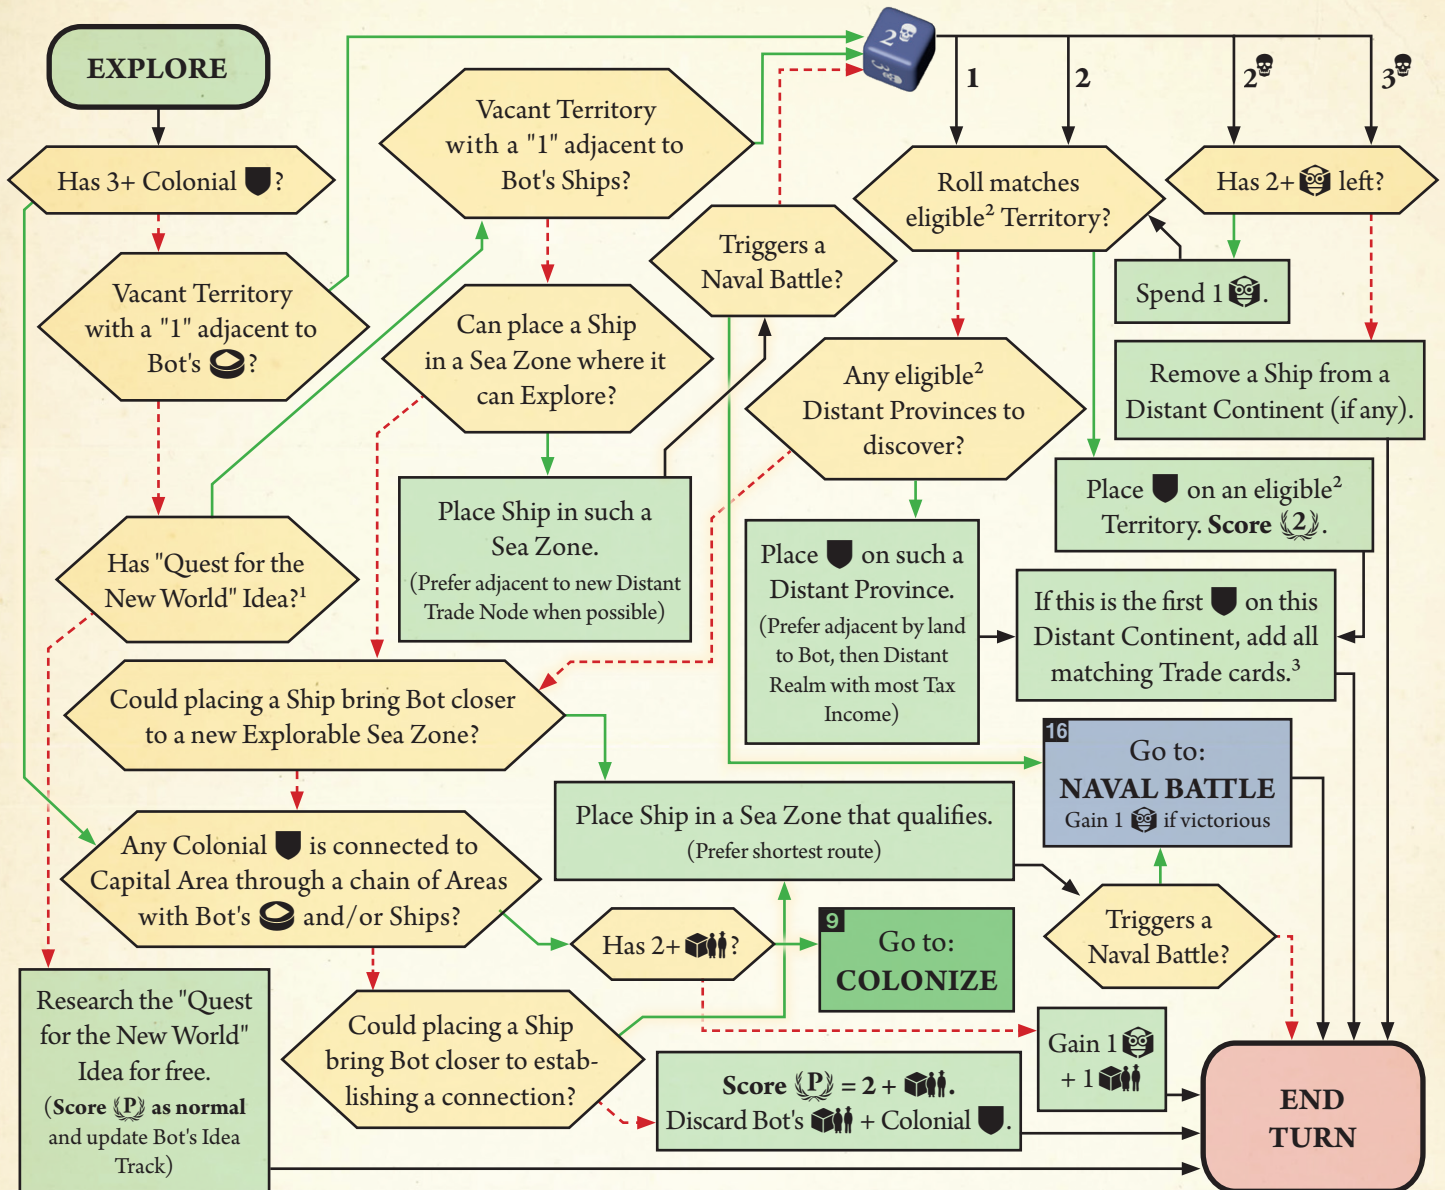 EXPLORE
Has 3+ Colonial ?
Vacant Territory
with a "1" adjacent to
Bot's ?
Has "Quest for the
New World" Idea?¹
Vacant Territory
with a "1" adjacent to
Bot's Ships?
Can place a Ship
in a Sea Zone where it
can Explore?
Place Ship in such a
Sea Zone.
(Prefer adjacent to new Distant
Trade Node when possible)
Triggers a
Naval Battle?
2
3
1
2
2
3
Roll matches
eligible² Territory?
Has 2+ left?
Spend 1 .
Remove a Ship from a
Distant Continent (if any).
Any eligible²
Distant Provinces to
discover?
Place on an eligible²
Territory. Score 2.
Place on such a
Distant Province.
(Prefer adjacent by land
to Bot, then Distant
Realm with most Tax
Income)
If this is the first on this
Distant Continent, add all
matching Trade cards.³
Could placing a Ship bring Bot closer
to a new Explorable Sea Zone?
Place Ship in a Sea Zone that qualifies.
(Prefer shortest route)
16
Go to:
NAVAL BATTLE
Gain 1 if victorious
Any Colonial is connected to
Capital Area through a chain of Areas
with Bot's and/or Ships?
Has 2+ ?
9
Go to:
COLONIZE
Triggers a
Naval Battle?
Research the "Quest
for the New World"
Idea for free.
(Score P as normal
and update Bot's Idea
Track)
Could placing a Ship
bring Bot closer to estab-
lishing a connection?
Score P = 2 + .
Discard Bot's + Colonial .
Gain 1
+ 1
END
TURN